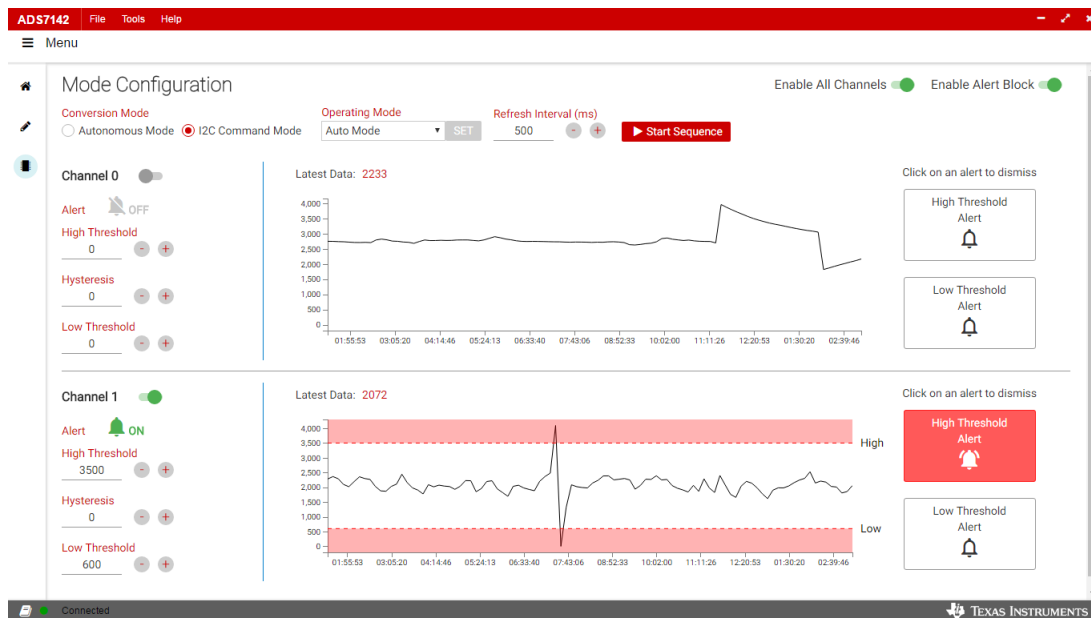 ADS7142 File Tools Help
Menu
Mode Configuration
Enable All Channels Enable Alert Block
Conversion Mode
Autonomous Mode I2C Command Mode
Operating Mode
Auto Mode SET
Refresh Interval (ms)
500 - +
Start Sequence
Channel 0
Alert OFF
High Threshold
0 - +
Hysteresis
0 - +
Low Threshold
0 - +
Latest Data: 2233
4,000
3,500
3,000
2,500
2,000
1,500
1,000
500
0
01:55:53 03:05:20 04:14:46 05:24:13 06:33:40 07:43:06 08:52:33 10:02:00 11:11:26 12:20:53 01:30:20 02:39:46
Click on an alert to dismiss
High Threshold
Alert
Low Threshold
Alert
Channel 1
Alert ON
High Threshold
3500 - +
Hysteresis
0 - +
Low Threshold
600 - +
Latest Data: 2072
4,000
3,500
3,000
2,500
2,000
1,500
1,000
500
0
High
Low
01:55:53 03:05:20 04:14:46 05:24:13 06:33:40 07:43:06 08:52:33 10:02:00 11:11:26 12:20:53 01:30:20 02:39:46
Click on an alert to dismiss
High Threshold
Alert
Low Threshold
Alert
Connected
TEXAS INSTRUMENTS